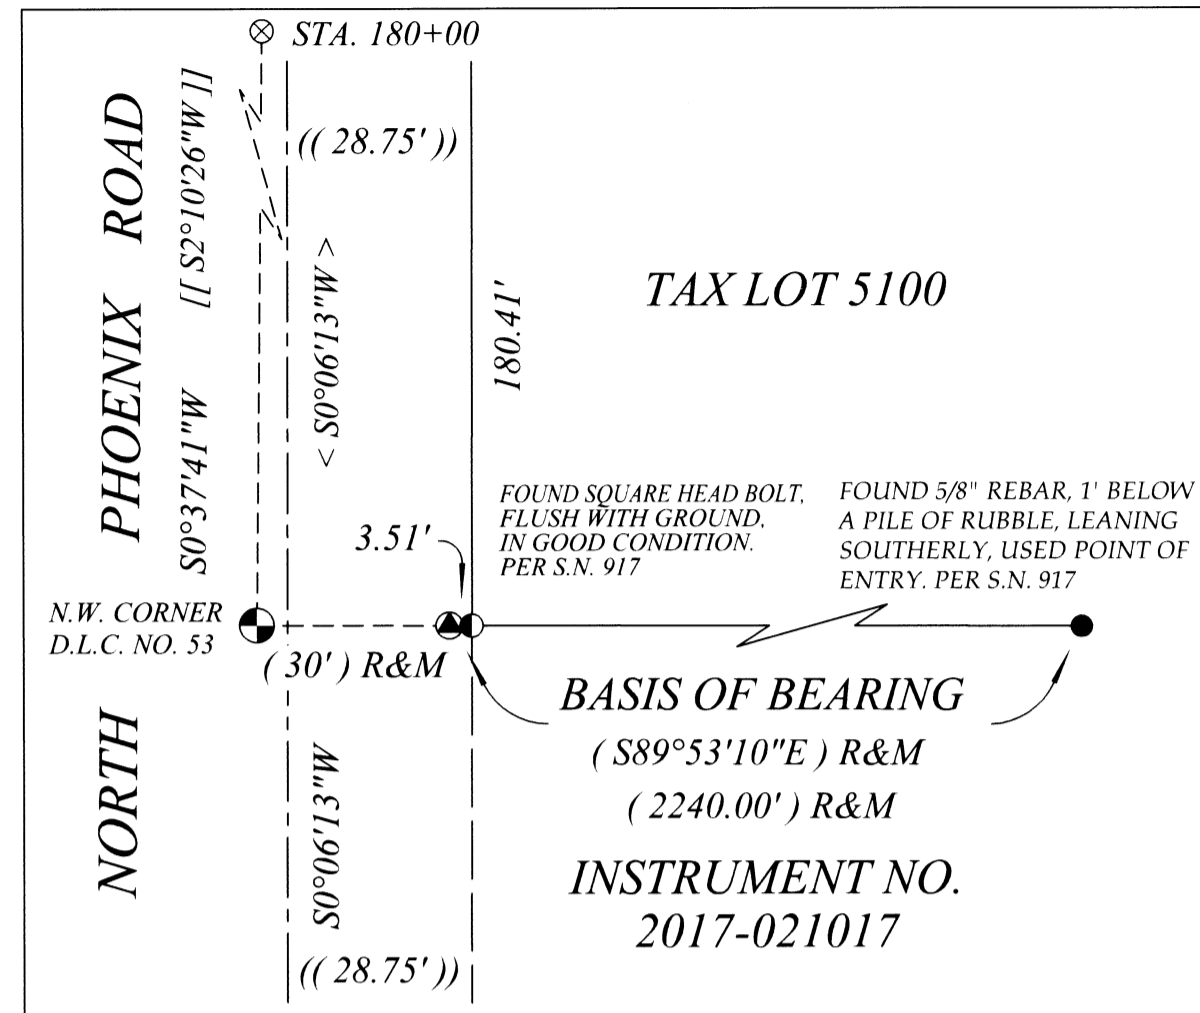 STA. 180+00
(( 28.75' ))
NORTH PHOENIX ROAD
S0°37'41"W [[ S2°10'26"W ]]
< S0°06'13"W >
180.41'
TAX LOT 5100
3.51'
FOUND SQUARE HEAD BOLT,
FLUSH WITH GROUND,
IN GOOD CONDITION.
PER S.N. 917
FOUND 5/8" REBAR, 1' BELOW
A PILE OF RUBBLE, LEANING
SOUTHERLY, USED POINT OF
ENTRY. PER S.N. 917
N.W. CORNER
D.L.C. NO. 53
( 30' ) R&M
BASIS OF BEARING
( S89°53'10"E ) R&M
( 2240.00' ) R&M
INSTRUMENT NO.
2017-021017
S0°06'13"W
(( 28.75' ))